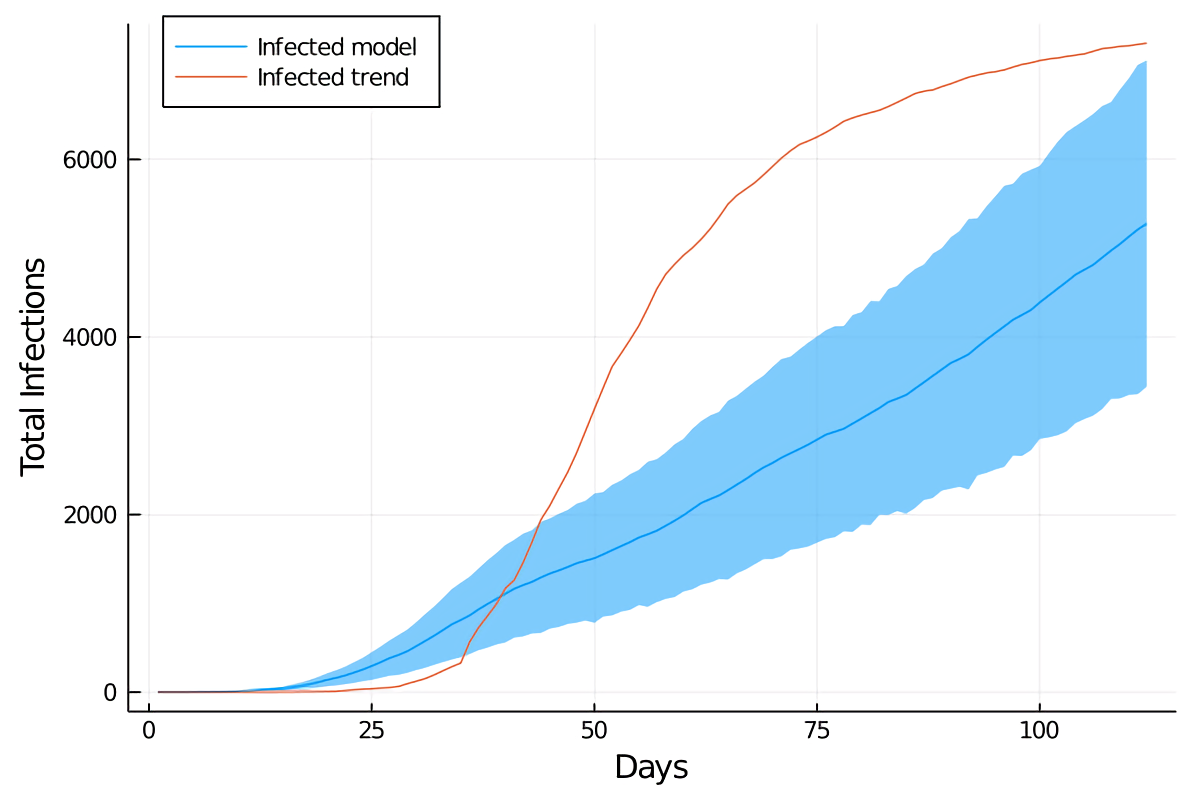 Infected model
Infected trend
Total Infections
6000
4000
2000
0
0 25 50 75 100
Days